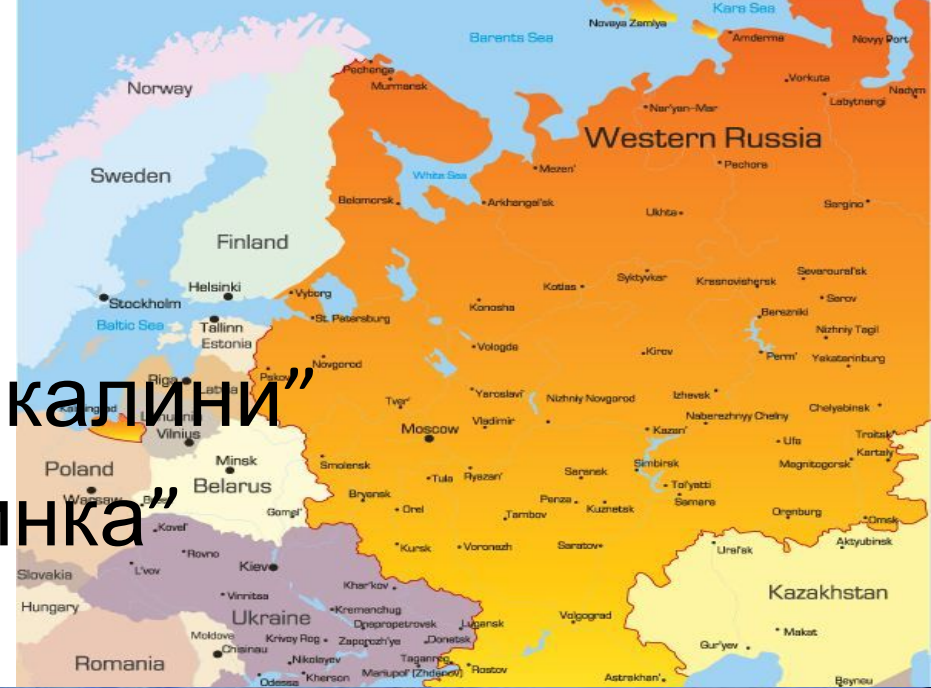 Kara Sea
Novaya Zemlya
Barents Sea
Amderma
Novyy Port
Pechenga
Murmansk
Vorkuta
Norway
Nadym
Labytnangi
Nar'yan-Mar
Western Russia
Pechora
Sweden
White Sea
Mezen'
Belomorsk
Arkhangel'sk
Ukhta
Sergino
Finland
Syktyvkar
Krasnovishersk
Severoural'sk
Helsinki
Vyborg
Kotlas
Stockholm
Konosha
Serov
Berezniki
Baltic Sea
Tallinn
St. Petersburg
Nizhniy Tagil
Estonia
Vologda
Kirov
Perm'
Yekatarinburg
Novgorod
Riga
Latvia
Pskov
калини”
Tver'
Yaroslavl'
Nizhniy Novgorod
Izhevsk
Chelyabinsk
Kaliningrad
Lithuania
Naberezhnyy Chelny
Vladimir
Moscow
Kazan'
Vilnius
Ufa
Troitsk
Kartaly
Poland
Minsk
Smolensk
Simbirsk
Magnitogorsk
Saransk
Tula
Ryazan'
Belarus
Tol'yatti
Warsaw
инка”
Bryansk
Penza
Kuznetsk
Samara
Gomel'
Orel
Tambov
Orenburg
Omsk
Kovel'
Kursk
Voronezh
Saratov
Ural'sk
Aktyubinsk
Rovno
Slovakia
L'vov
Kiev
Khar'kov
Hungary
Vinnitsa
Kazakhstan
Kremenchug
Ukraine
Dnepropetrovsk
Lugansk
Volgograd
Moldova
Krivoy Rog
Zaporozh'ye
Donetsk
Makat
Chisinau
Gur'yev
Romania
Nikolayev
Taganrog
Rostov
Odessa
Kherson
Mariupol' (Zhdanov)
Astrakhan'
Beyneu